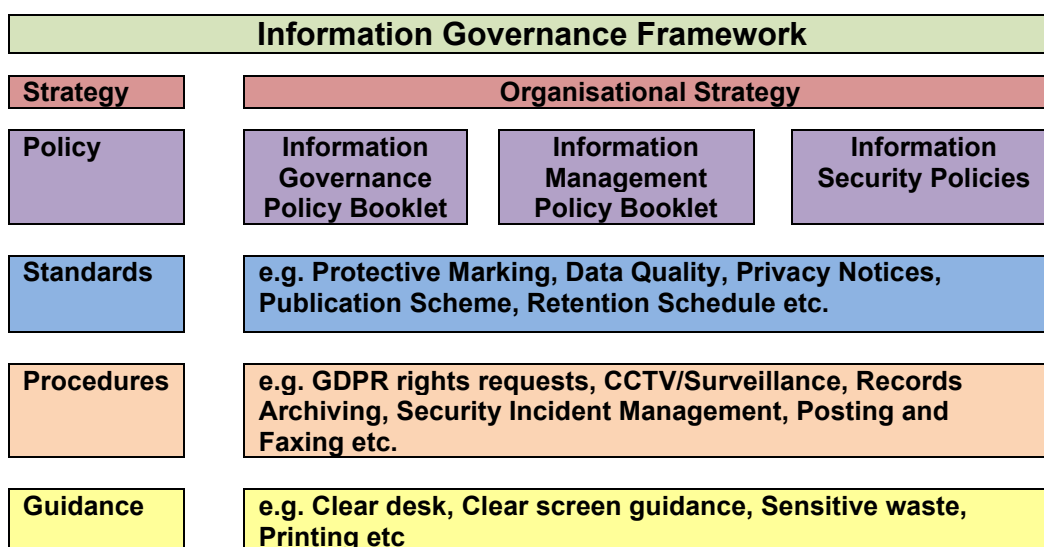 Information Governance Framework
Strategy
Organisational Strategy
Policy
Information
Governance
Policy Booklet
Information
Management
Policy Booklet
Information
Security Policies
Standards
e.g. Protective Marking, Data Quality, Privacy Notices,
Publication Scheme, Retention Schedule etc.
Procedures
e.g. GDPR rights requests, CCTV/Surveillance, Records
Archiving, Security Incident Management, Posting and
Faxing etc.
Guidance
e.g. Clear desk, Clear screen guidance, Sensitive waste,
Printing etc